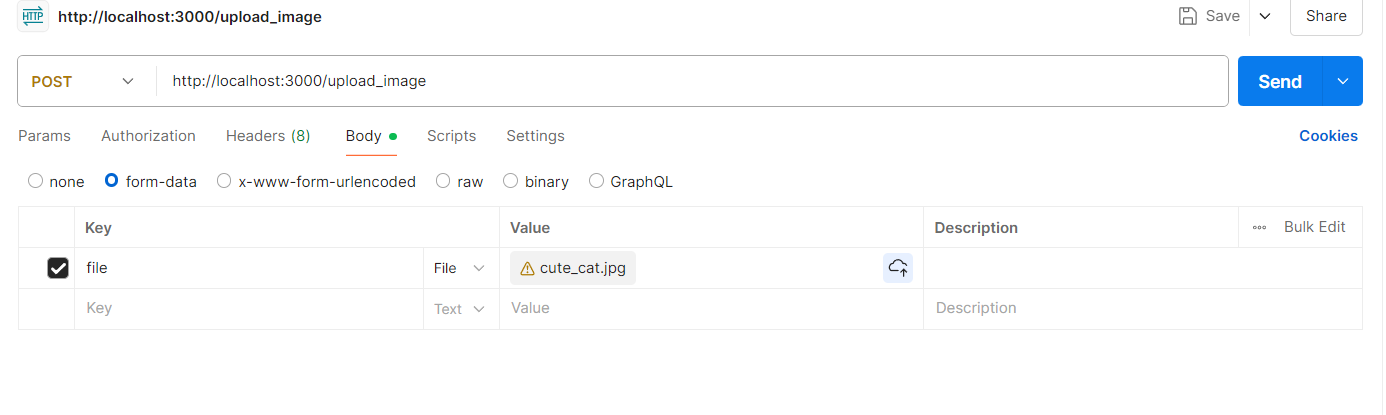 HTTP http://localhost:3000/upload_image Save Share
POST http://localhost:3000/upload_image Send
Params Authorization Headers (8) Body Scripts Settings Cookies
none form-data x-www-form-urlencoded raw binary GraphQL
Key Value Description Bulk Edit
file File cute_cat.jpg
Key Text Value Description